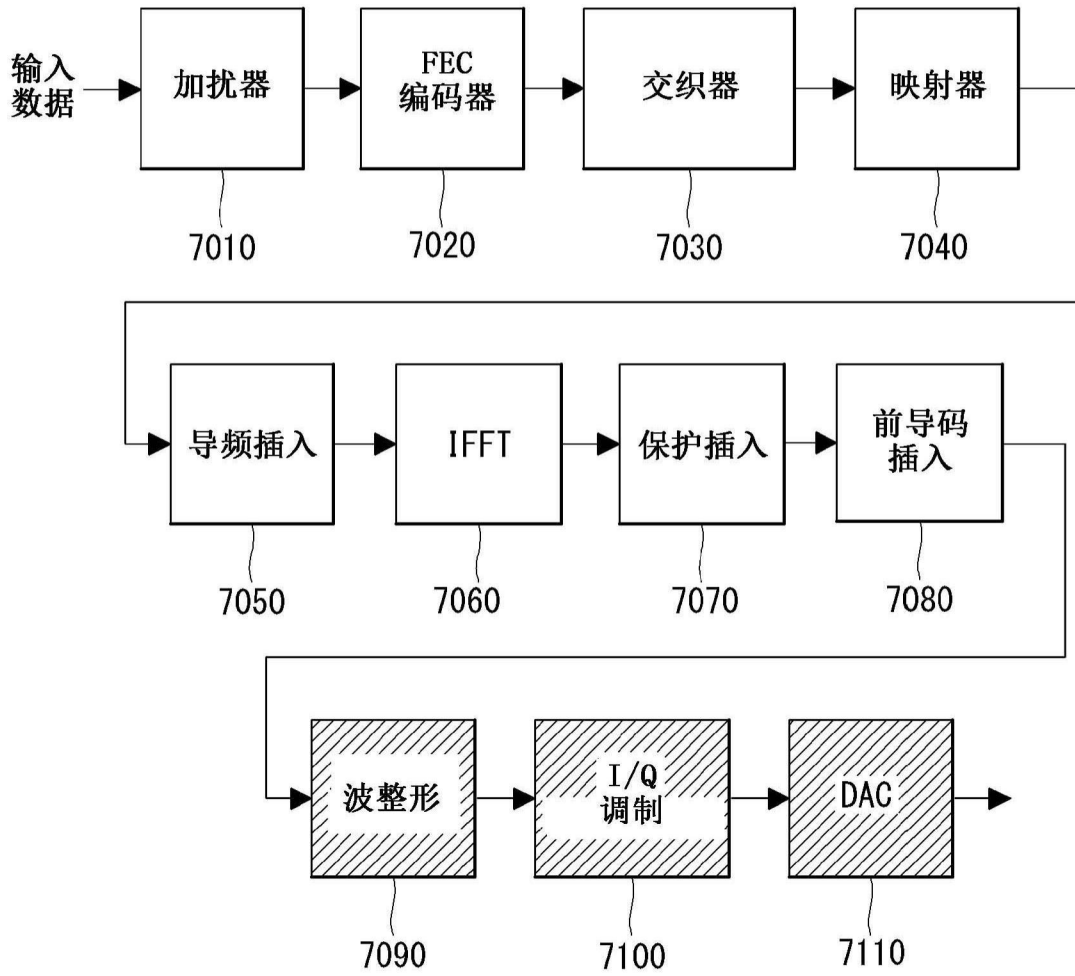 输入
数据
加扰器
FEC
编码器
交织器
映射器
7010
7020
7030
7040
导频插入
IFFT
保护插入
前导码
插入
7050
7060
7070
7080
波整形
I/Q
调制
DAC
7090
7100
7110